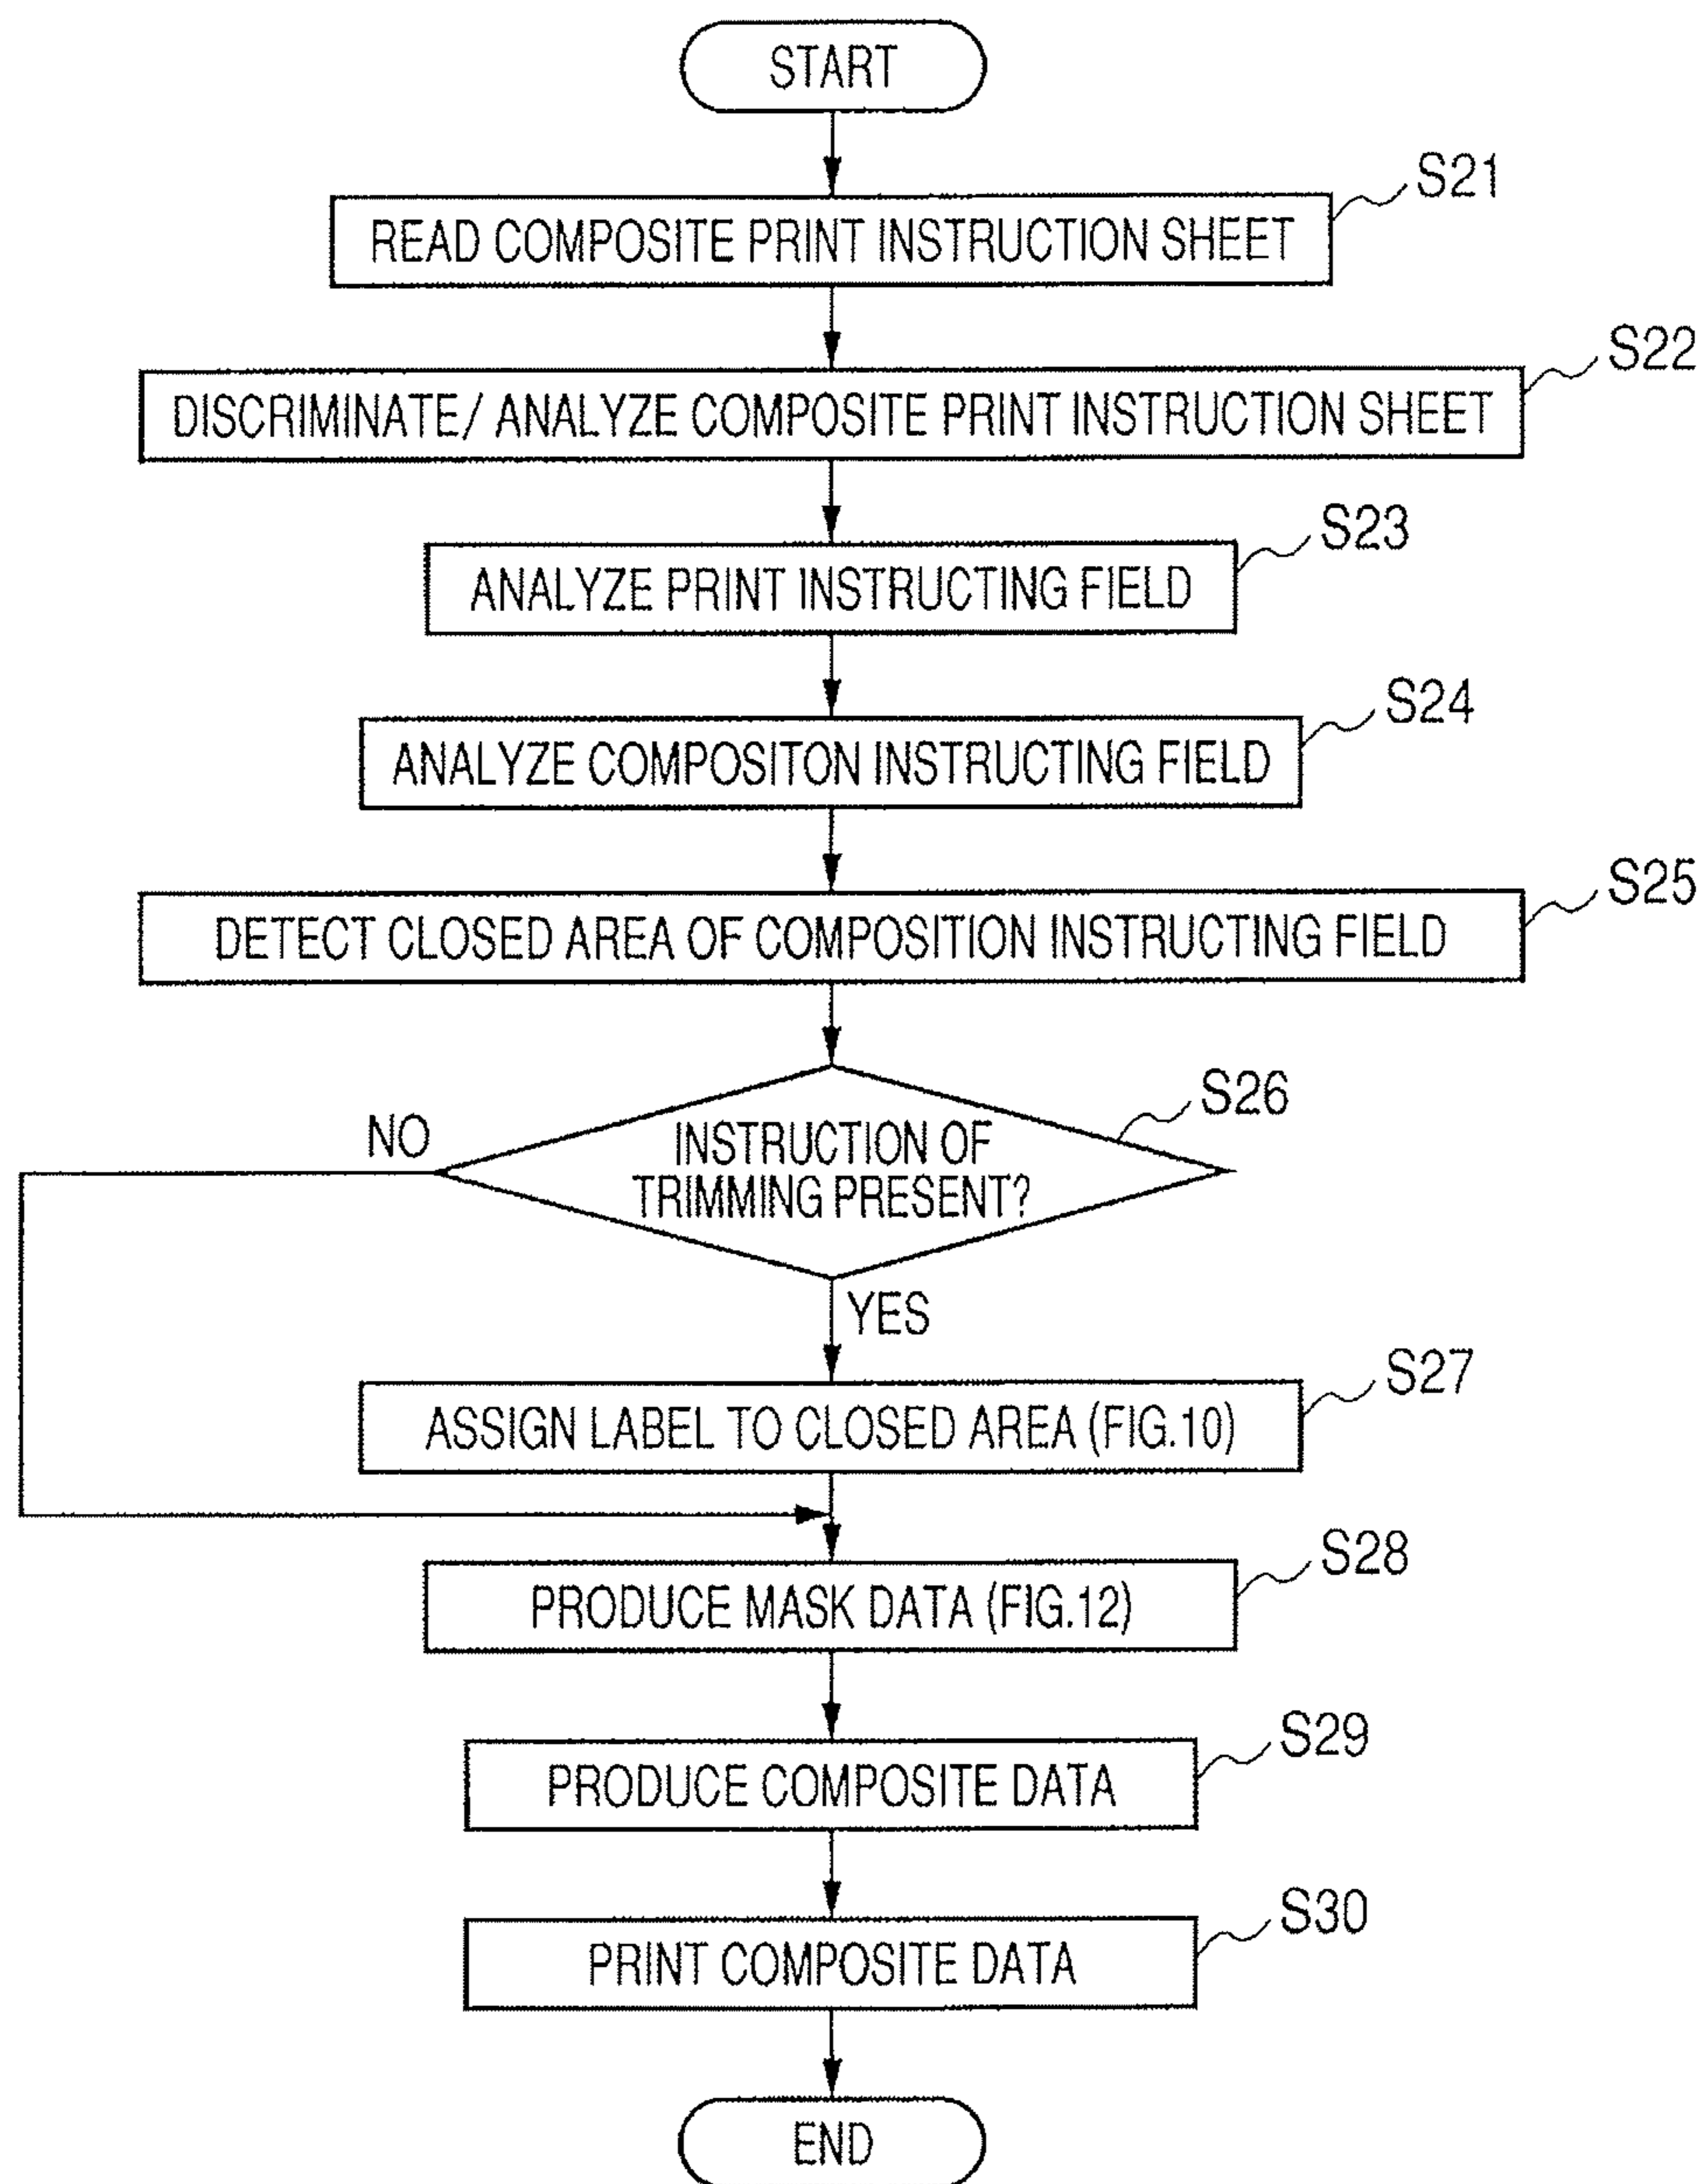 START
S21
READ COMPOSITE PRINT INSTRUCTION SHEET
S22
DISCRIMINATE/ ANALYZE COMPOSITE PRINT INSTRUCTION SHEET
S23
ANALYZE PRINT INSTRUCTING FIELD
S24
ANALYZE COMPOSITON INSTRUCTING FIELD
S25
DETECT CLOSED AREA OF COMPOSITION INSTRUCTING FIELD
S26
NO
INSTRUCTION OF
TRIMMING PRESENT?
YES
S27
ASSIGN LABEL TO CLOSED AREA (FIG.10)
S28
PRODUCE MASK DATA (FIG.12)
S29
PRODUCE COMPOSITE DATA
S30
PRINT COMPOSITE DATA
END